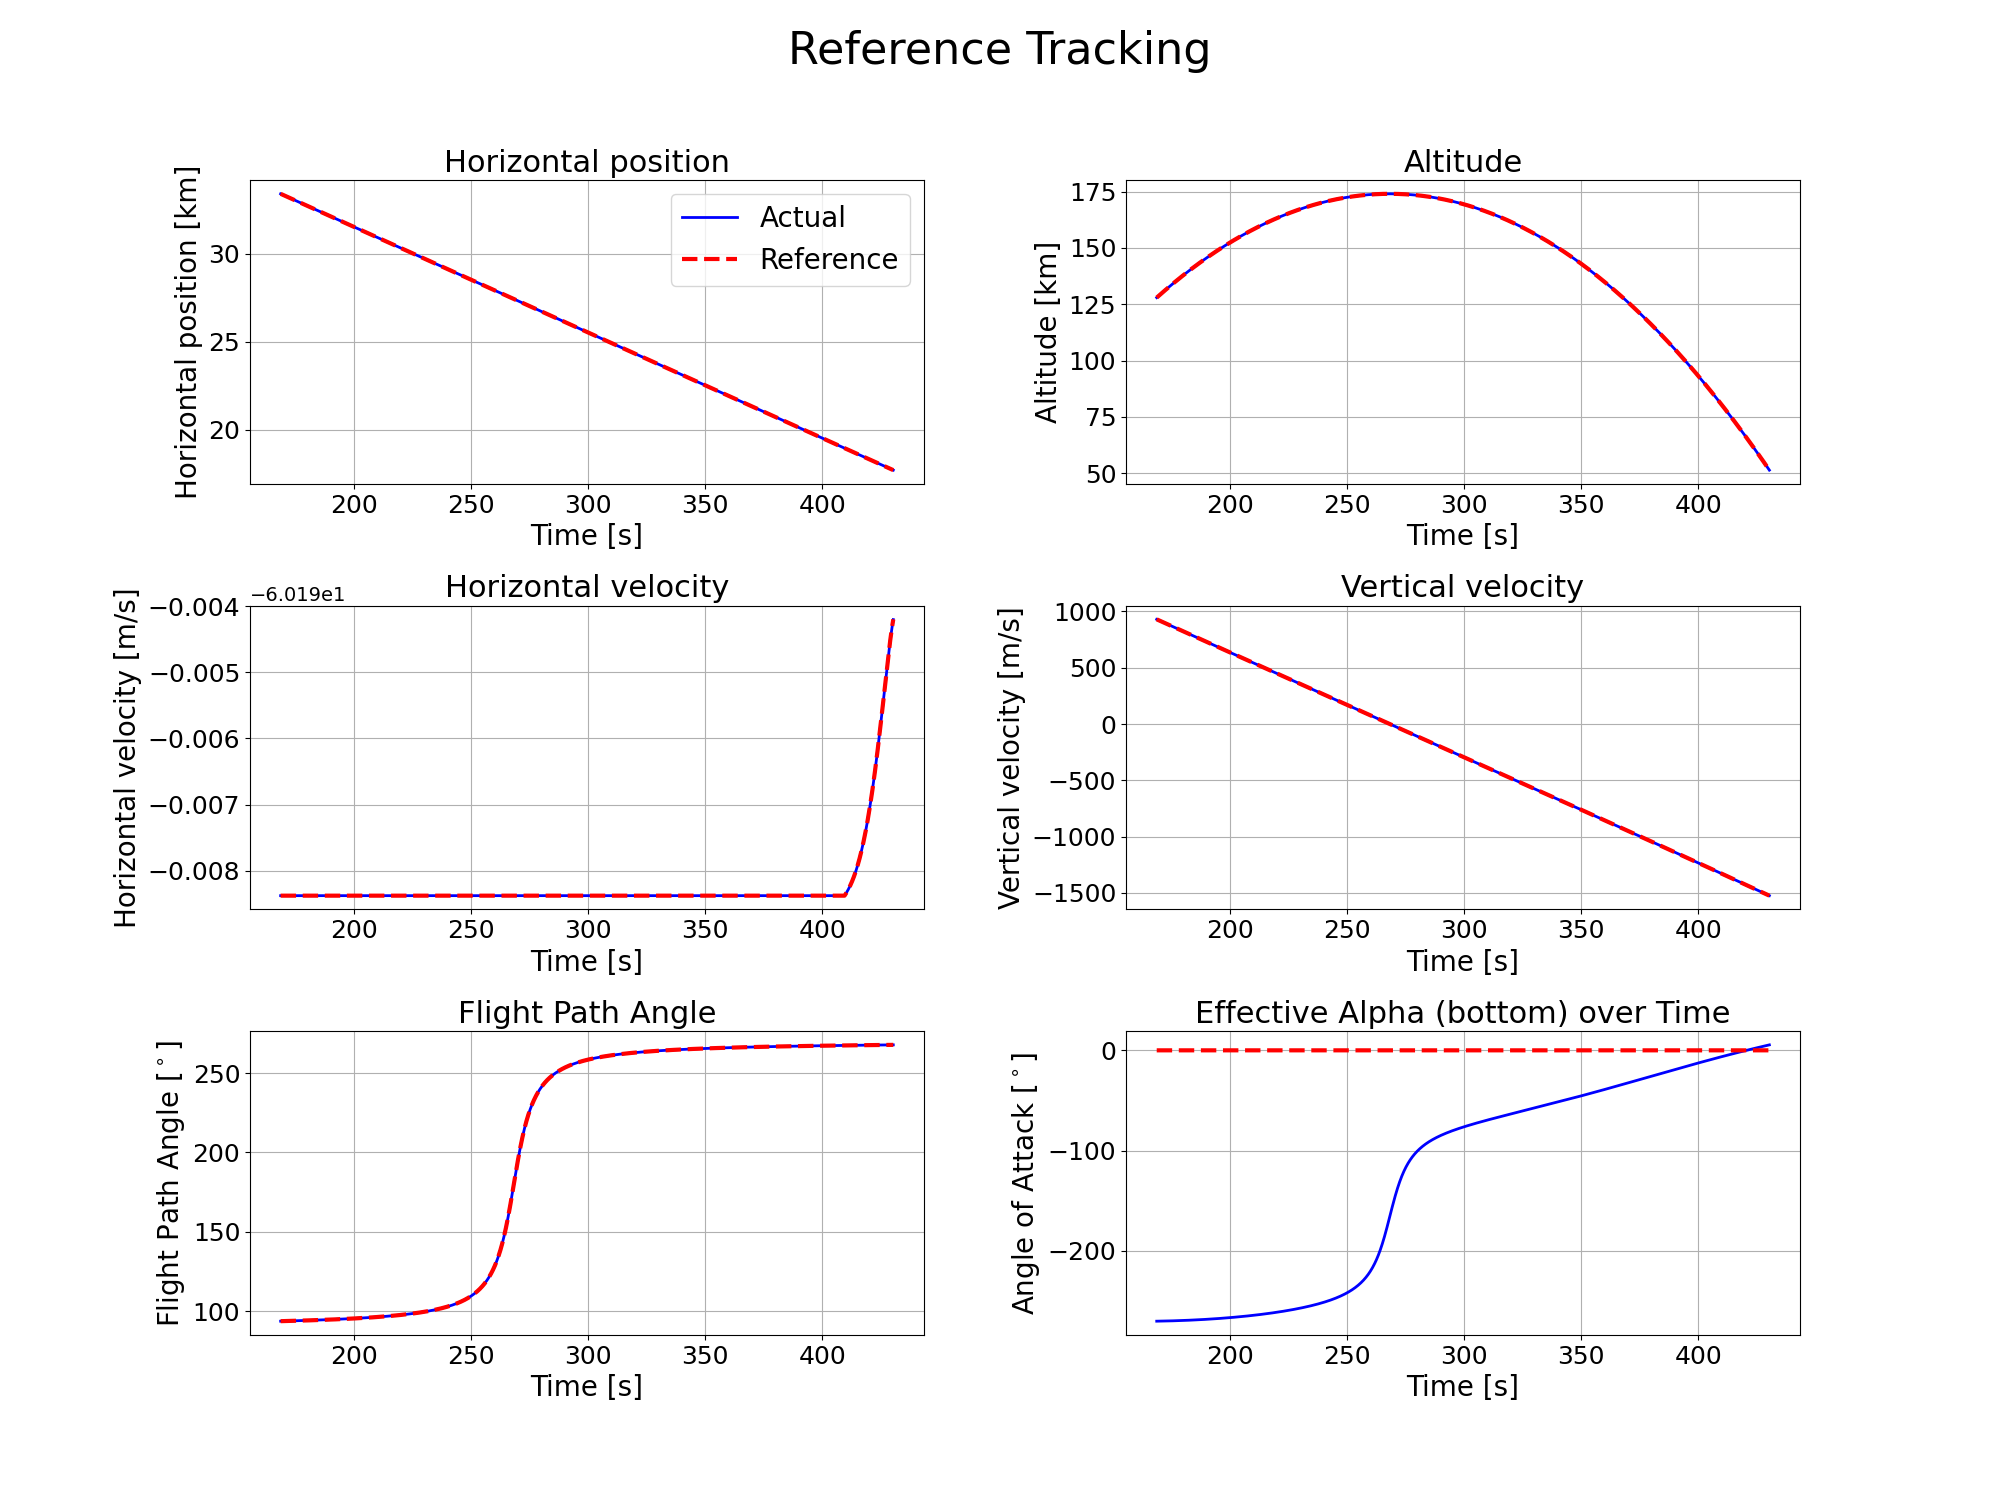 Reference Tracking
Horizontal position
Horizontal position [km]
30
25
20
Actual
Reference
200 250 300 350 400
Time [s]
Altitude
Altitude [km]
175
150
125
100
75
50
200 250 300 350 400
Time [s]
Horizontal velocity
−6.019e1
Horizontal velocity [m/s]
−0.004
−0.005
−0.006
−0.007
−0.008
200 250 300 350 400
Time [s]
Vertical velocity
Vertical velocity [m/s]
1000
500
0
−500
−1000
−1500
200 250 300 350 400
Time [s]
Flight Path Angle
Flight Path Angle [°]
250
200
150
100
200 250 300 350 400
Time [s]
Effective Alpha (bottom) over Time
Angle of Attack [°]
0
−100
−200
200 250 300 350 400
Time [s]